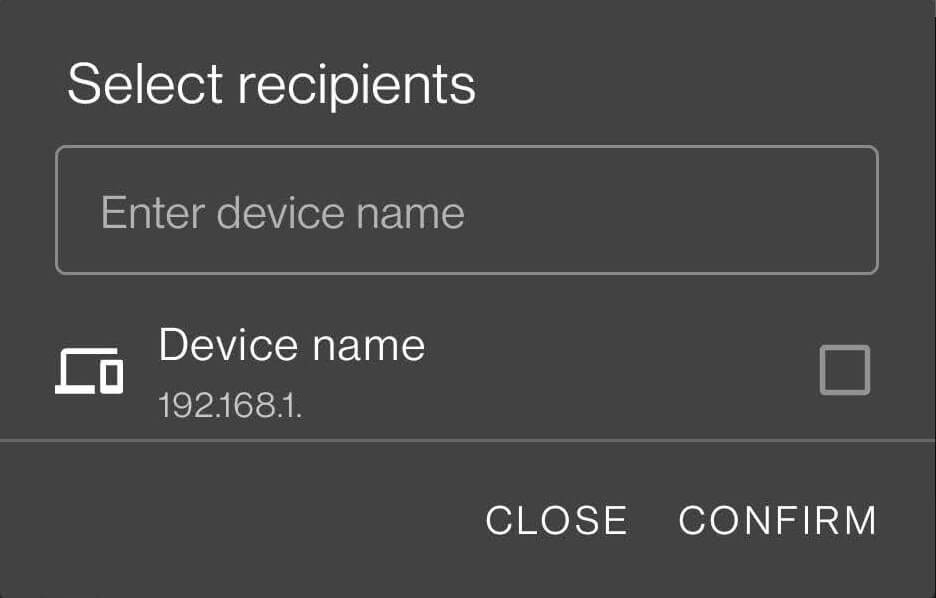 Select recipients
Enter device name
Device name
192.168.1.
CLOSE CONFIRM